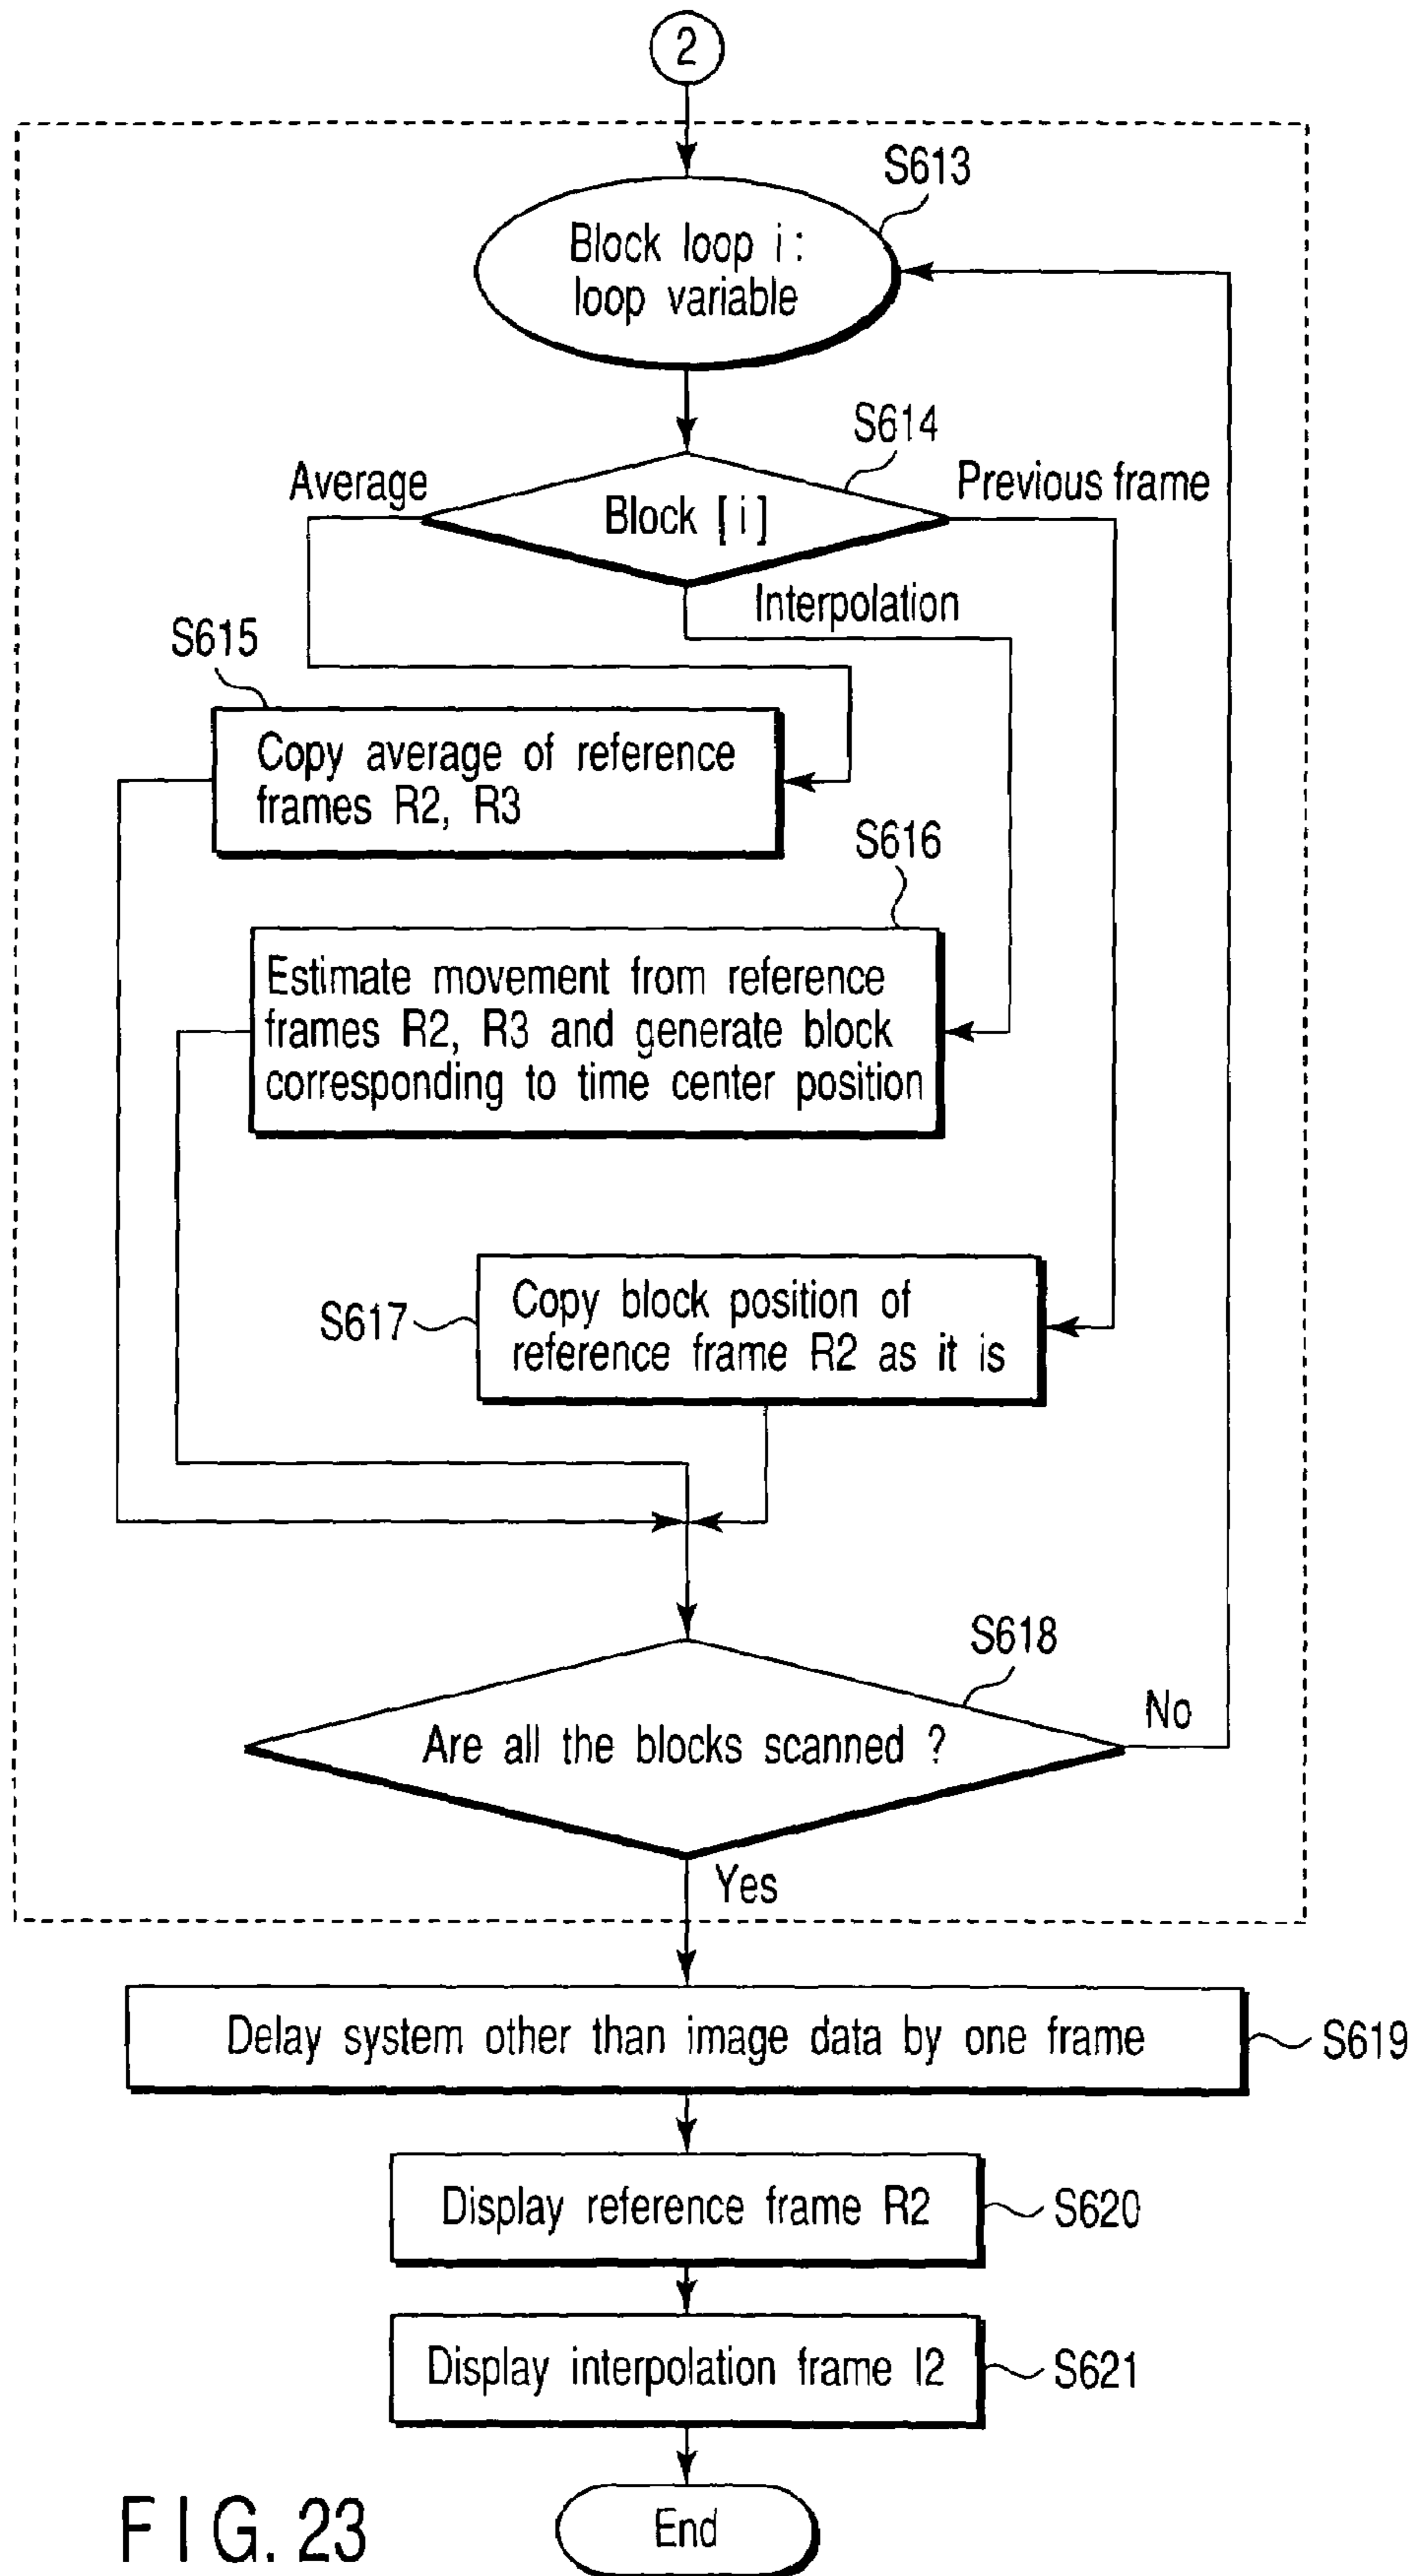 2
S613
Block loop i :
loop variable
S614
Average
Previous frame
Block [ i ]
Interpolation
S615
Copy average of reference
frames R2, R3
S616
Estimate movement from reference
frames R2, R3 and generate block
corresponding to time center position
S617
Copy block position of
reference frame R2 as it is
S618
Are all the blocks scanned ?
No
Yes
Delay system other than image data by one frame
S619
Display reference frame R2
S620
Display interpolation frame I2
S621
End
FIG. 23